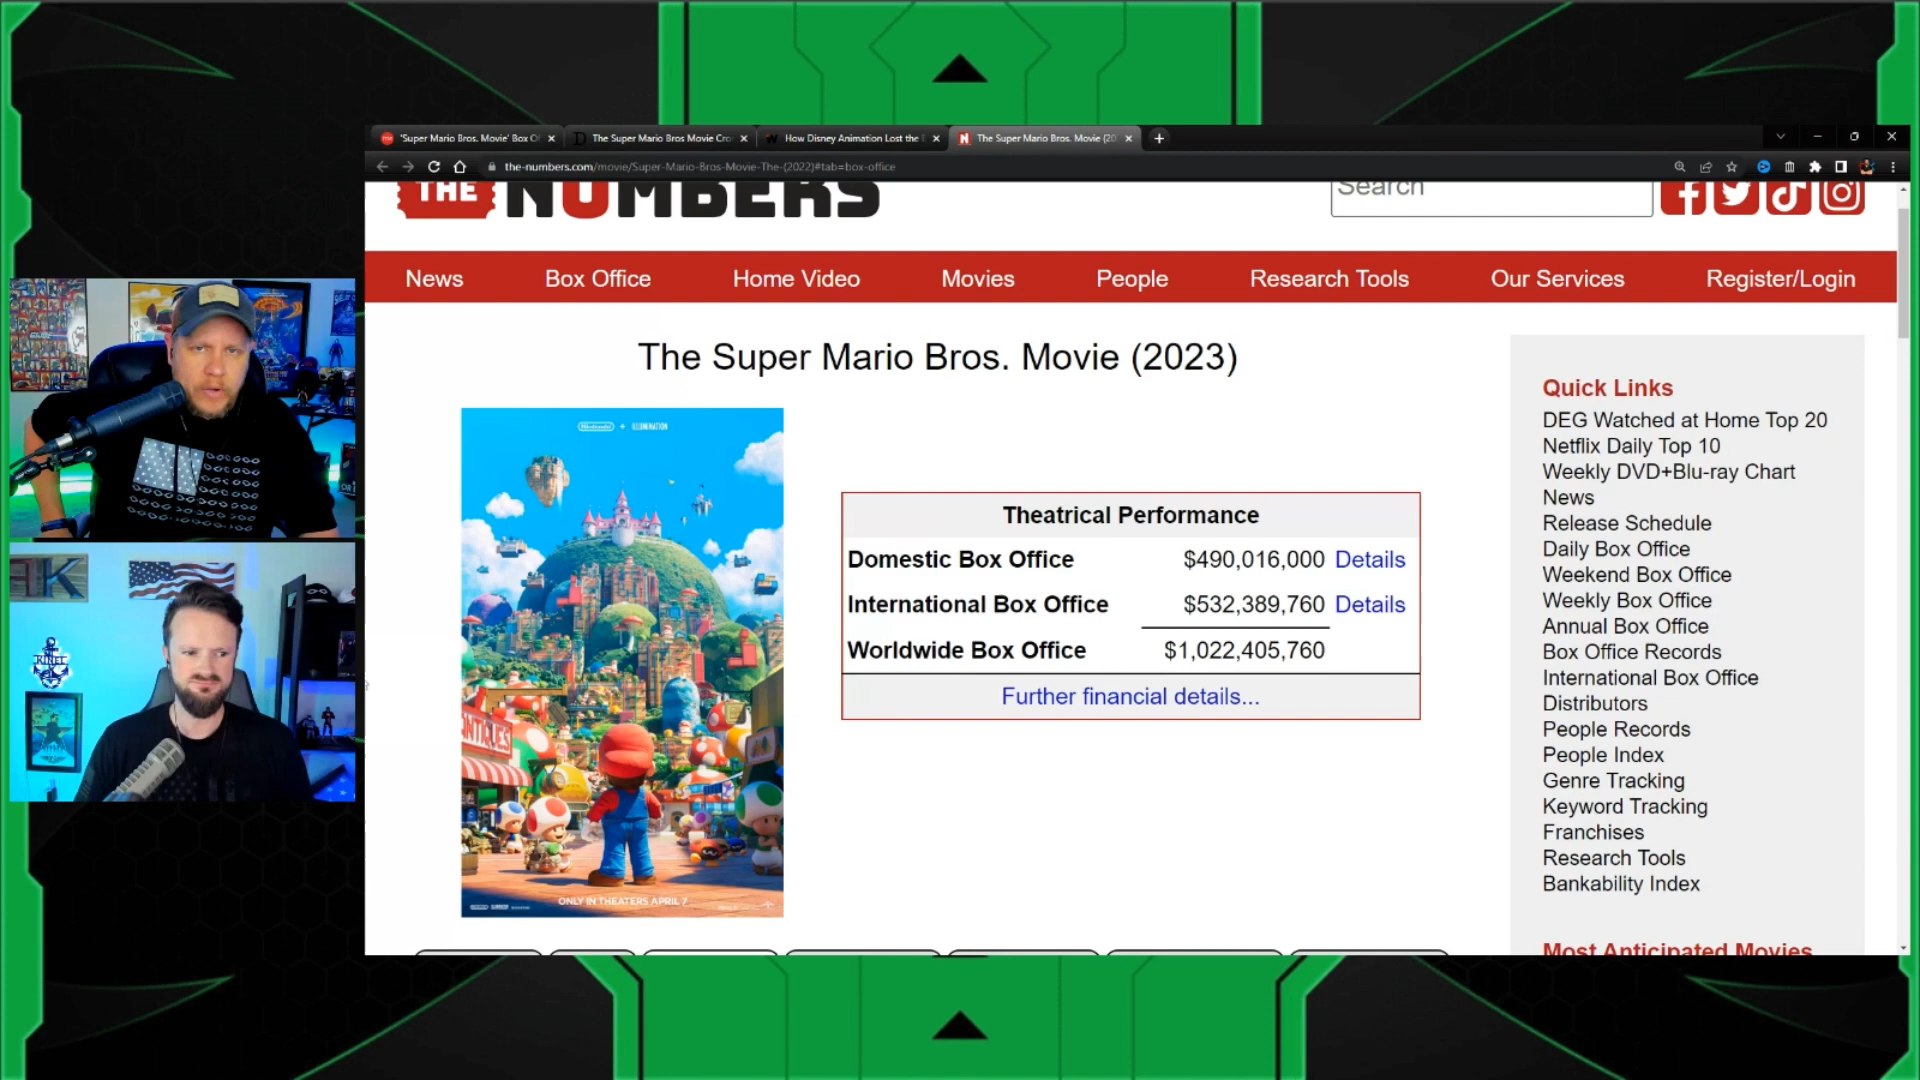 'Super Mario Bros. Movie' Box Of
The Super Mario Bros Movie Cro
How Disney Animation Lost the
The Super Mario Bros. Movie (20
the-numbers.com/movie/Super-Mario-Bros-Movie-The-(2022)#tab=box-office
THE NUMBERS
Search
News Box Office Home Video Movies People Research Tools Our Services Register/Login
The Super Mario Bros. Movie (2023)
Nintendo + ILLUMINATION
ANTIQUES
ONLY IN THEATERS APRIL 7
Theatrical Performance
Domestic Box Office $490,016,000 Details
International Box Office $532,389,760 Details
Worldwide Box Office $1,022,405,760
Further financial details...
Quick Links
DEG Watched at Home Top 20
Netflix Daily Top 10
Weekly DVD+Blu-ray Chart
News
Release Schedule
Daily Box Office
Weekend Box Office
Weekly Box Office
Annual Box Office
Box Office Records
International Box Office
Distributors
People Records
People Index
Genre Tracking
Keyword Tracking
Franchises
Research Tools
Bankability Index
Most Anticipated Movies